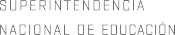 SUPERINTENDENCIA
NACIONAL DE EDUCACIÓN